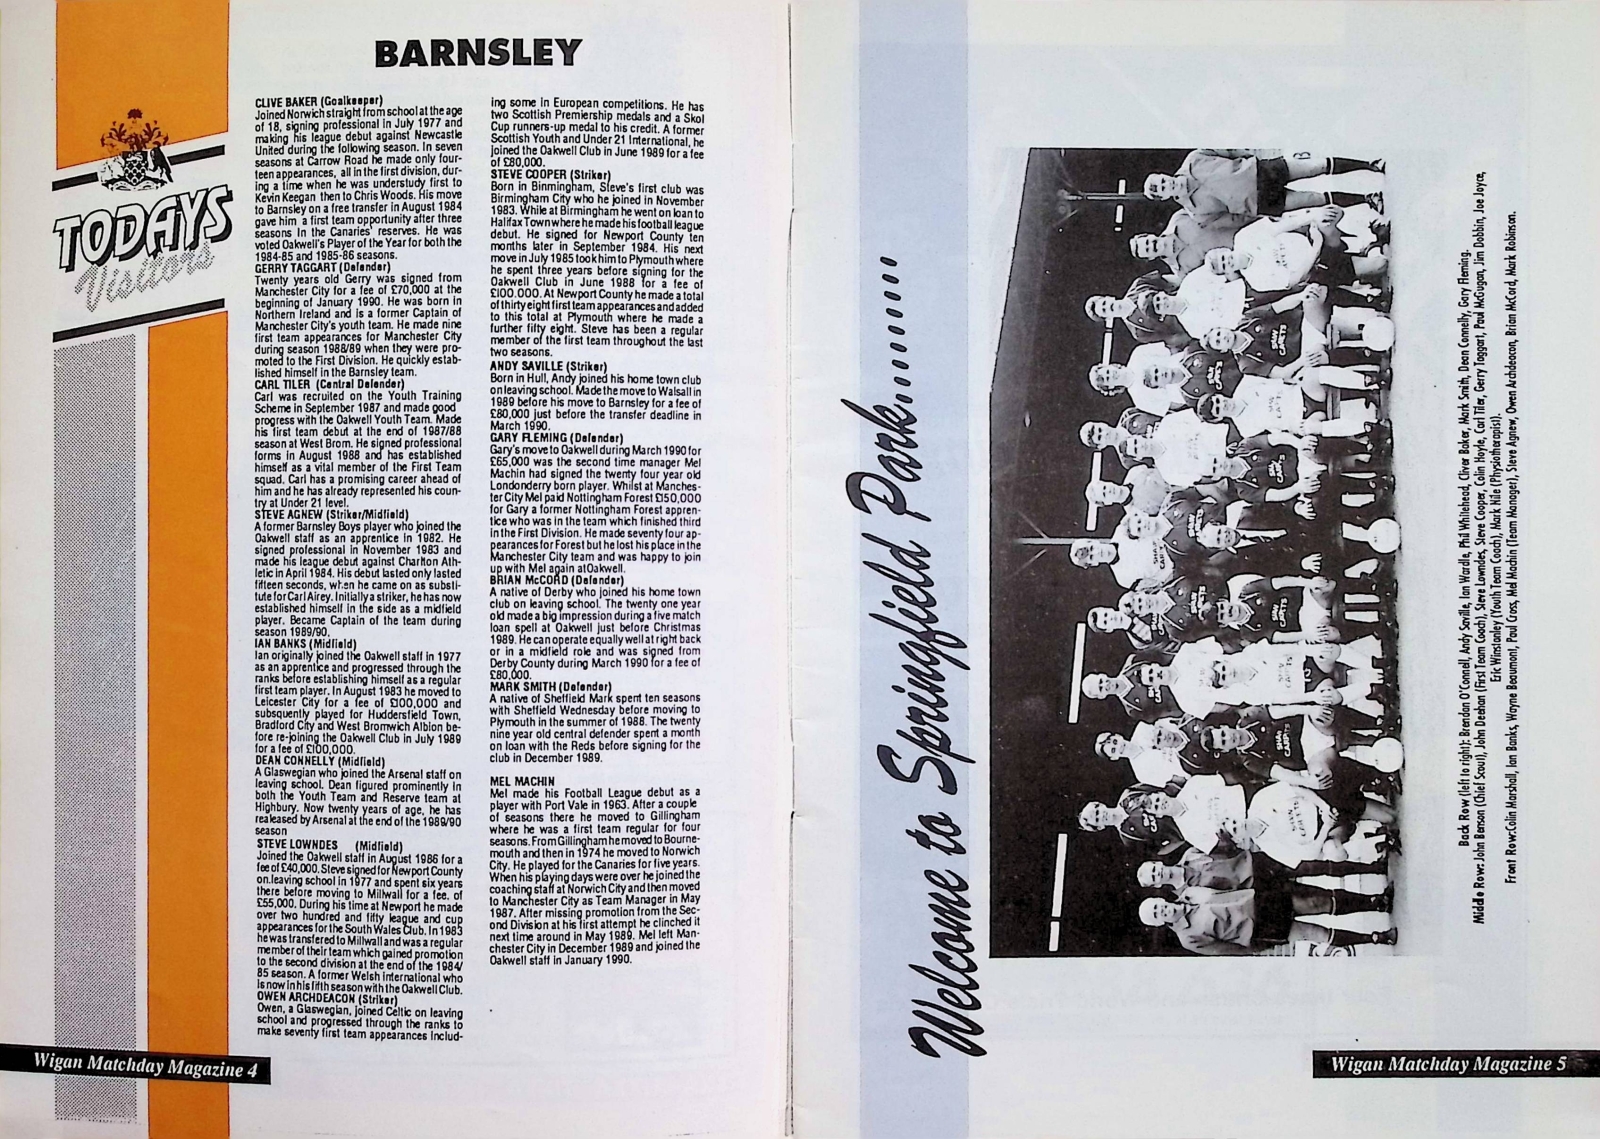 BARNSLEY
TODAYS
Visitors
CLIVE BAKER (Goalkeeper)
Joined Norwich straight from school at the age
of 18, signing professional in July 1977 and
making his league debut against Newcastle
United during the following season. In seven
seasons at Carrow Road he made only four-
teen appearances, all in the first division, dur-
ing a time when he was understudy first to
Kevin Keegan then to Chris Woods. His move
to Barnsley on a free transfer in August 1984
gave him a first team opportunity after three
seasons in the Canaries' reserves. He was
voted Oakwell's Player of the Year for both the
1984-85 and 1985-86 seasons.
GERRY TAGGART (Defender)
Twenty years old Gerry was signed from
Manchester City for a fee of £70,000 at the
beginning of January 1990. He was born in
Northern Ireland and is a former Captain of
Manchester City's youth team. He made nine
first team appearances for Manchester City
during season 1988/89 when they were pro-
moted to the First Division. He quickly estab-
lished himself in the Barnsley team.
CARL TILER (Central Defender)
Carl was recruited on the Youth Training
Scheme in September 1987 and made good
progress with the Oakwell Youth Team. Made
his first team debut at the end of 1987/88
season at West Brom. He signed professional
forms in August 1988 and has established
himself as a vital member of the First Team
squad. Carl has a promising career ahead of
him and he has already represented his coun-
try at Under 21 level.
STEVE AGNEW (Striker/Midfield)
A former Barnsley Boys player who joined the
Oakwell staff as an apprentice in 1982. He
signed professional in November 1983 and
made his league debut against Charlton Ath-
letic in April 1984. His debut lasted only lasted
fifteen seconds, when he came on as substi-
tute for Carl Airey. Initially a striker, he has now
established himself in the side as a midfield
player. Became Captain of the team during
season 1989/90.
IAN BANKS (Midfield)
Ian originally joined the Oakwell staff in 1977
as an apprentice and progressed through the
ranks before establishing himself as a regular
first team player. In August 1983 he moved to
Leicester City for a fee of £100,000 and
subsquently played for Huddersfield Town,
Bradford City and West Bromwich Albion be-
fore re-joining the Oakwell Club in July 1989
for a fee of £100,000.
DEAN CONNELLY (Midfield)
A Glaswegian who joined the Arsenal staff on
leaving school. Dean figured prominently in
both the Youth Team and Reserve team at
Highbury. Now twenty years of age, he has
realeased by Arsenal at the end of the 1989/90
season
STEVE LOWNDES (Midfield)
Joined the Oakwell staff in August 1986 for a
fee of £40,000. Steve signed for Newport County
on leaving school in 1977 and spent six years
there before moving to Millwall for a fee. of
£55,000. During his time at Newport he made
over two hundred and fifty league and cup
appearances for the South Wales Club. In 1983
he was transfered to Millwall and was a regular
member of their team which gained promotion
to the second division at the end of the 1984/
85 season. A former Welsh International who
is now in his fifth season with the Oakwell Club.
OWEN ARCHDEACON (Striker)
Owen, a Glaswegian, joined Celtic on leaving
school and progressed through the ranks to
make seventy first team appearances includ-
ing some in European competitions. He has
two Scottish Premiership medals and a Skol
Cup runners-up medal to his credit. A former
Scottish Youth and Under 21 International, he
joined the Oakwell Club in June 1989 for a fee
of £80,000.
STEVE COOPER (Striker)
Born in Binmingham, Steve's first club was
Birmingham City who he joined in November
1983. While at Birmingham he went on loan to
Halifax Town where he made his football league
debut. He signed for Newport County ten
months later in September 1984. His next
move in July 1985 took him to Plymouth where
he spent three years before signing for the
Oakwell Club in June 1988 for a fee of
£100.000. At Newport County he made a total
of thirty eight first team appearances and added
to this total at Plymouth where he made a
further fifty eight. Steve has been a regular
member of the first team throughout the last
two seasons.
ANDY SAVILLE (Striker)
Born in Hull, Andy joined his home town club
on leaving school. Made the move to Walsall in
1989 before his move to Barnsley for a fee of
£80,000 just before the transfer deadline in
March 1990.
GARY FLEMING (Defender)
Gary's move to Oakwell during March 1990 for
£65,000 was the second time manager Mel
Machin had signed the twenty four year old
Londonderry born player. Whilst at Manches-
ter City Mel paid Nottingham Forest £150,000
for Gary a former Nottingham Forest appren-
tice who was in the team which finished third
in the First Division. He made seventy four ap-
pearances for Forest but he lost his place in the
Manchester City team and was happy to join
up with Mel again at Oakwell.
BRIAN McCORD (Defender)
A native of Derby who joined his home town
club on leaving school. The twenty one year
old made a big impression during a five match
loan spell at Oakwell just before Christmas
1989. He can operate equally well at right back
or in a midfield role and was signed from
Derby County during March 1990 for a fee of
£80,000.
MARK SMITH (Defender)
A native of Sheffield Mark spent ten seasons
with Sheffield Wednesday before moving to
Plymouth in the summer of 1988. The twenty
nine year old central defender spent a month
on loan with the Reds before signing for the
club in December 1989.
MEL MACHIN
Mel made his Football League debut as a
player with Port Vale in 1963. After a couple
of seasons there he moved to Gillingham
where he was a first team regular for four
seasons. From Gillingham he moved to Bourne-
mouth and then in 1974 he moved to Norwich
City. He played for the Canaries for five years.
When his playing days were over he joined the
coaching staff at Norwich City and then moved
to Manchester City as Team Manager in May
1987. After missing promotion from the Sec-
ond Division at his first attempt he clinched it
next time around in May 1989. Mel left Man-
chester City in December 1989 and joined the
Oakwell staff in January 1990.
Wigan Matchday Magazine 4
Welcome to Springfield Park.........
Back Row (left to right): Brendan O'Connell, Andy Saville, Ian Wardle, Phil Whitehead, Cliver Baker, Mark Smith, Dean Connelly, Gary Fleming.
Middle Row: John Benson (Chief Scout), John Deehan (First Team Coach), Steve Lowndes, Steve Cooper, Colin Hoyle, Carl Tiler, Gerry Taggart, Paul McGugan, Jim Dobbin, Joe Joyce,
Eric Winstanley (Youth Team Coach), Mark Nile (Physiotherapist).
Front Row: Colin Marshall, Ian Banks, Wayne Beaumont, Paul Cross, Mel Machin (Team Manager), Steve Agnew, Owen Archdeacon, Brian McCord, Mark Robinson.
Wigan Matchday Magazine 5